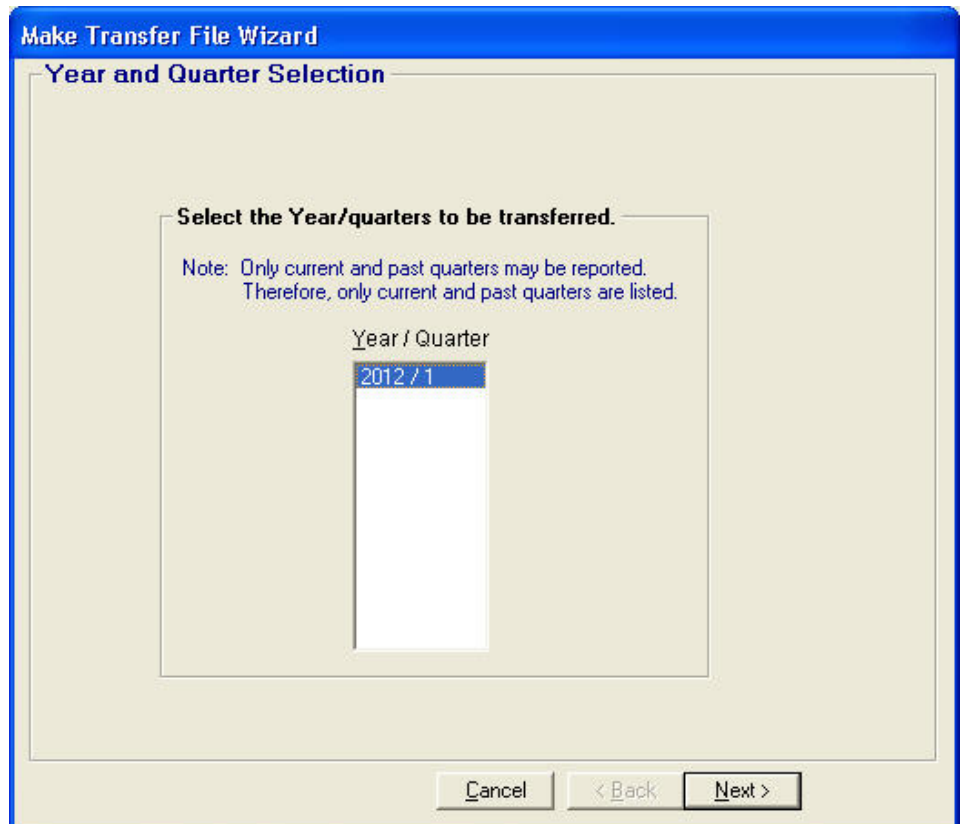 Make Transfer File Wizard
Year and Quarter Selection
Select the Year/quarters to be transferred.
Note: Only current and past quarters may be reported.
Therefore, only current and past quarters are listed.
Year / Quarter
2012 / 1
Cancel < Back Next >